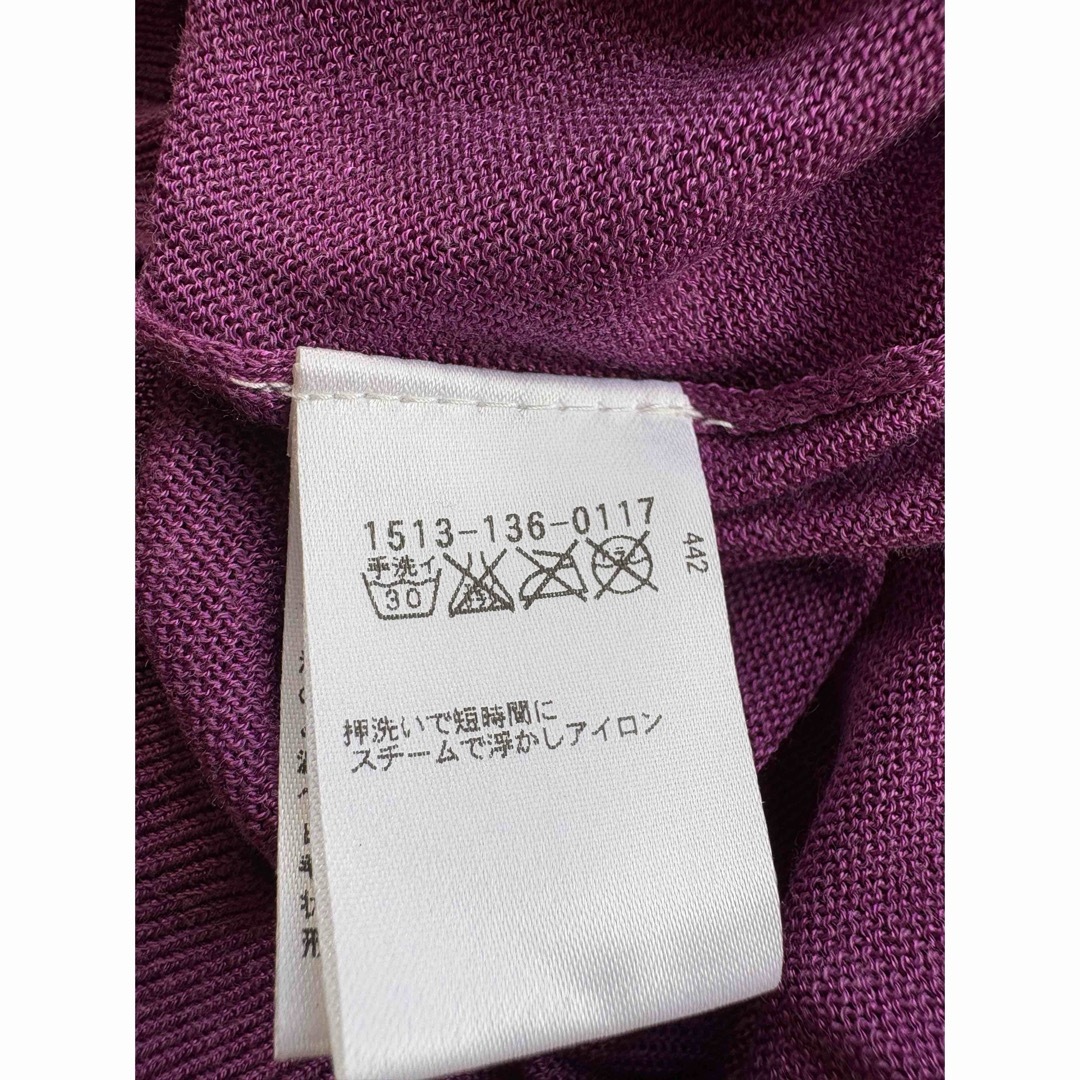 1513-136-0117
442
手洗イ
30
押洗いで短時間に
スチームで浮かしアイロン